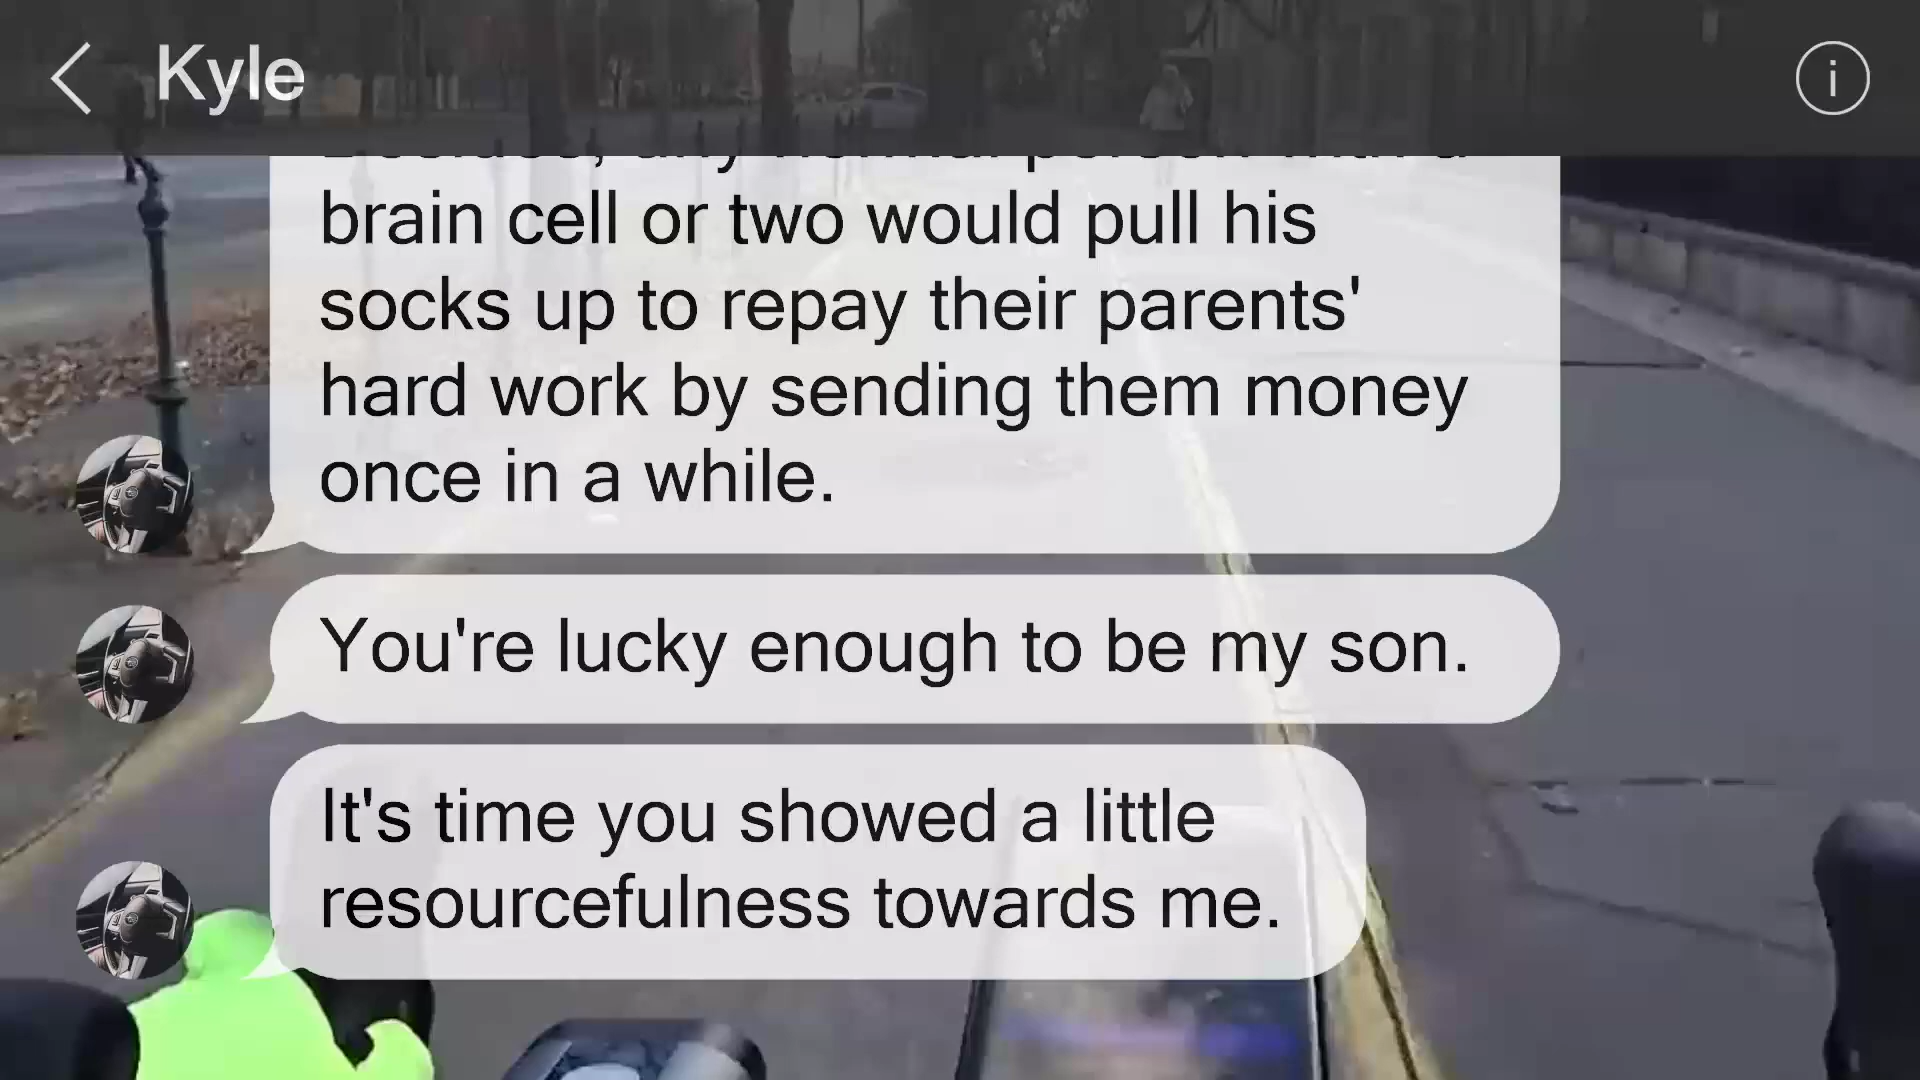 Kyle
i
brain cell or two would pull his
socks up to repay their parents'
hard work by sending them money
once in a while.
You're lucky enough to be my son.
It's time you showed a little
resourcefulness towards me.